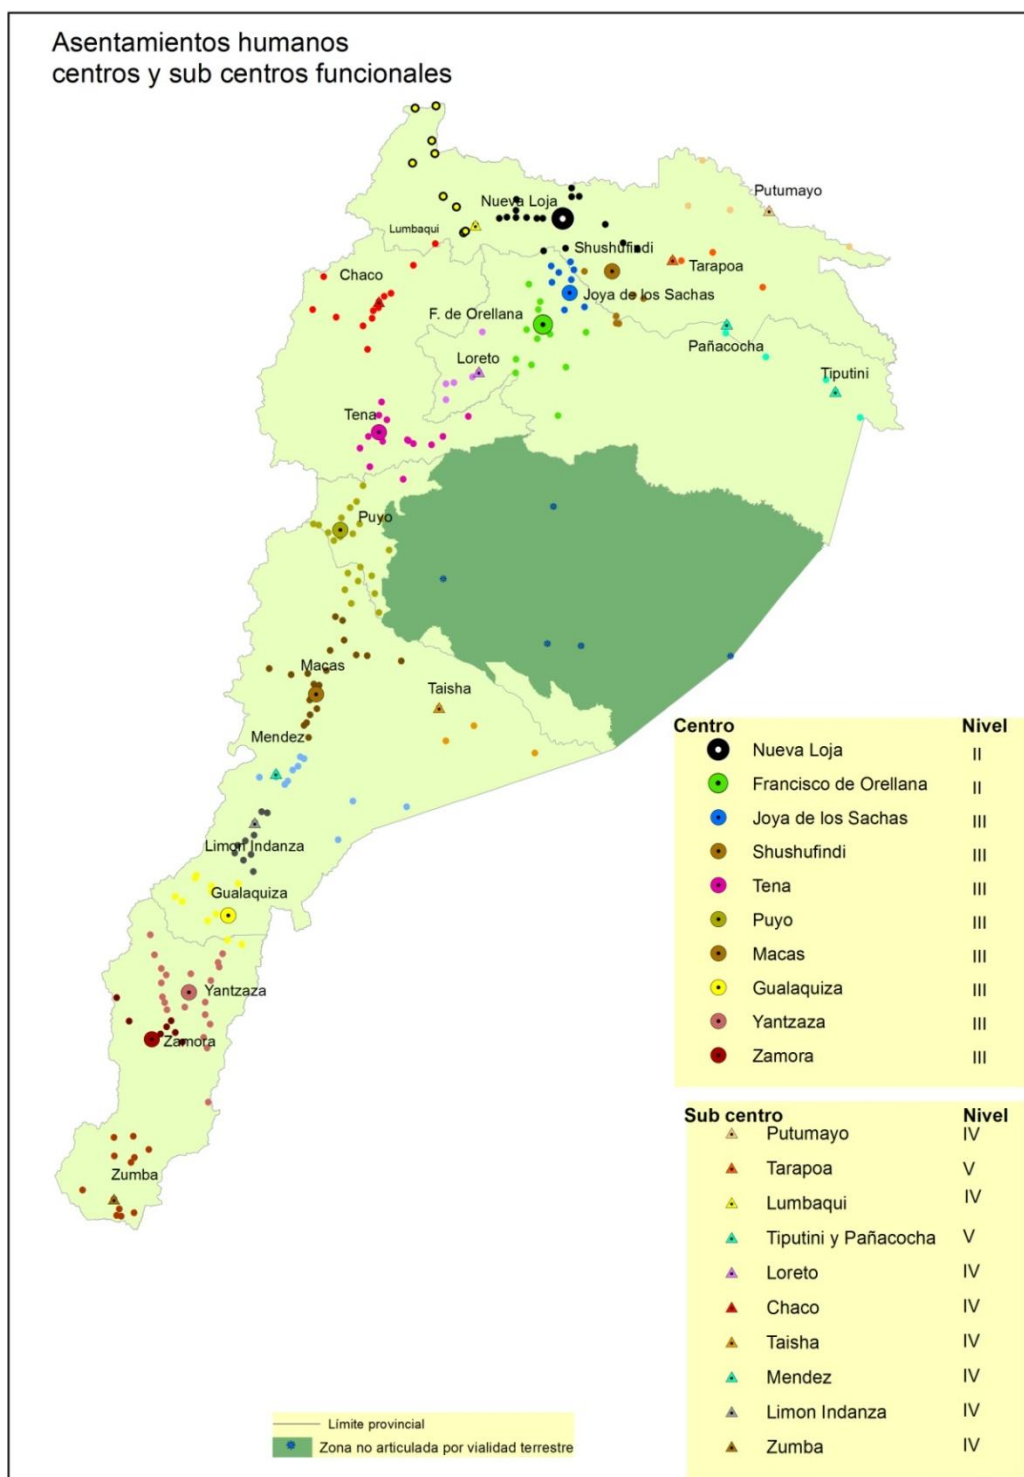 Asentamientos humanos
centros y sub centros funcionales
Putumayo
Nueva Loja
Lumbaqui
Shushufindi
Tarapoa
Chaco
Joya de los Sachas
F. de Orellana
Pañacocha
Loreto
Tiputini
Tena
Puyo
Macas
Taisha
Mendez
Limon Indanza
Gualaquiza
Yantzaza
Zamora
Zumba
Centro Nivel
Nueva Loja II
Francisco de Orellana II
Joya de los Sachas III
Shushufindi III
Tena III
Puyo III
Macas III
Gualaquiza III
Yantzaza III
Zamora III
Sub centro Nivel
Putumayo IV
Tarapoa V
Lumbaqui IV
Tiputini y Pañacocha V
Loreto IV
Chaco IV
Taisha IV
Mendez IV
Limon Indanza IV
Zumba IV
Límite provincial
Zona no articulada por vialidad terrestre